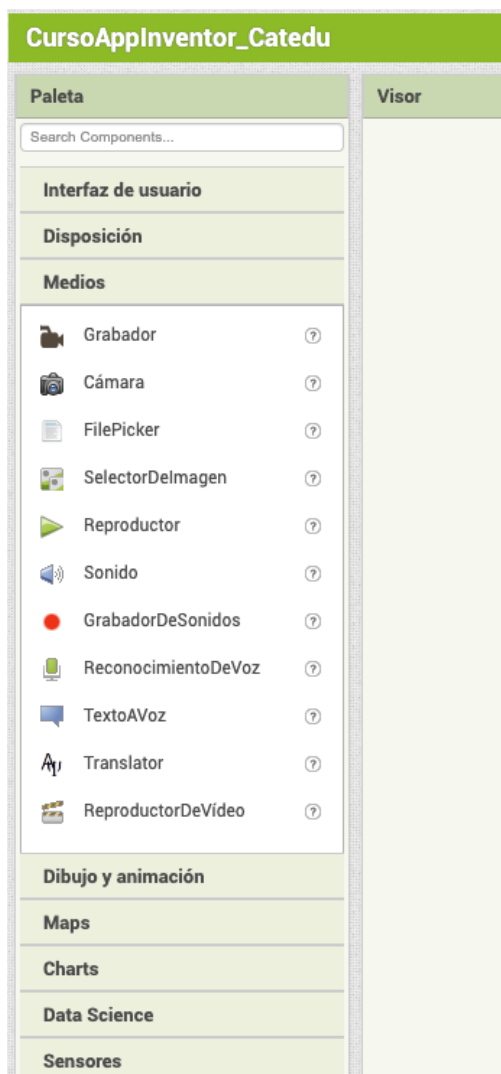 CursoAppInventor_Catedu
Paleta
Search Components...
Interfaz de usuario
Disposición
Medios
Grabador ?
Cámara ?
FilePicker ?
SelectorDeImagen ?
Reproductor ?
Sonido ?
GrabadorDeSonidos ?
ReconocimientoDeVoz ?
TextoAVoz ?
Translator ?
ReproductorDeVídeo ?
Dibujo y animación
Maps
Charts
Data Science
Sensores
Visor